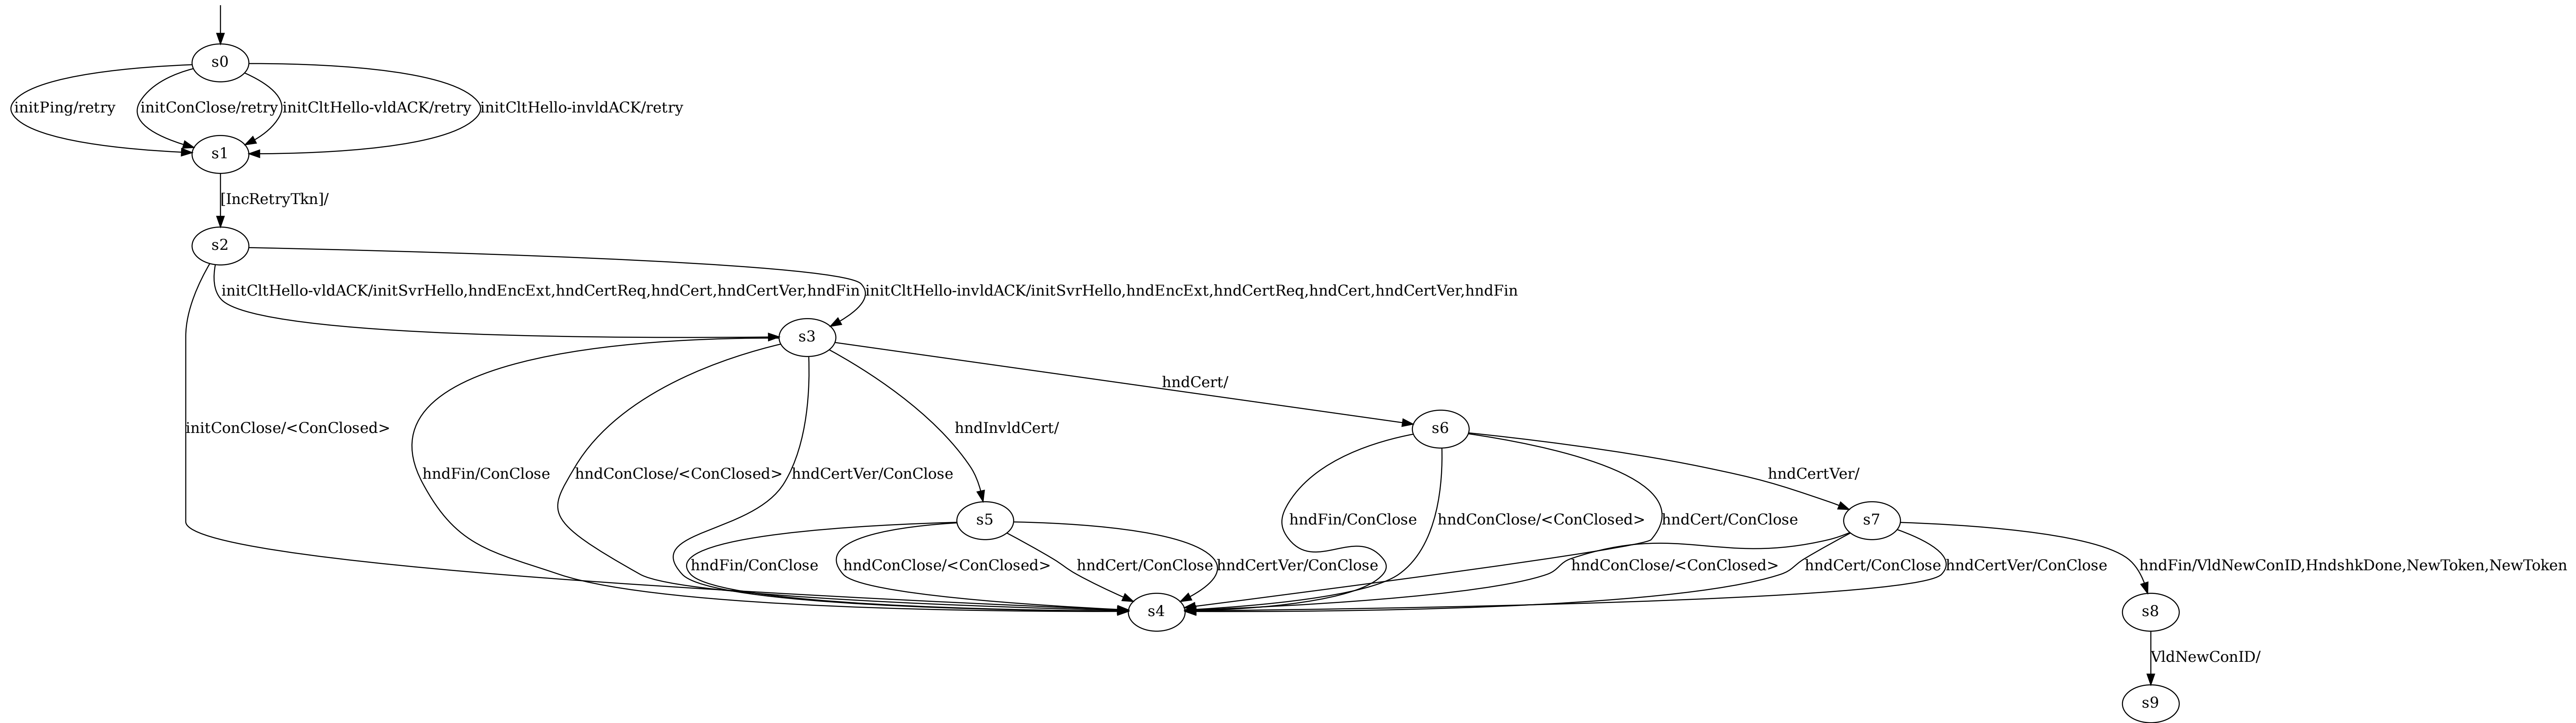 s0
initPing/retry
initConClose/retry
initCltHello-vldACK/retry
initCltHello-invldACK/retry
s1
[IncRetryTkn]/
s2
initCltHello-vldACK/initSvrHello,hndEncExt,hndCertReq,hndCert,hndCertVer,hndFin
initCltHello-invldACK/initSvrHello,hndEncExt,hndCertReq,hndCert,hndCertVer,hndFin
s3
hndCert/
initConClose/<ConClosed>
hndInvldCert/
s6
hndFin/ConClose
hndConClose/<ConClosed>
hndCertVer/ConClose
hndCertVer/
s5
hndFin/ConClose
hndConClose/<ConClosed>
hndCert/ConClose
s7
hndFin/ConClose
hndConClose/<ConClosed>
hndCert/ConClose
hndCertVer/ConClose
hndConClose/<ConClosed>
hndCert/ConClose
hndCertVer/ConClose
hndFin/VldNewConID,HndshkDone,NewToken,NewToken
s4
s8
VldNewConID/
s9